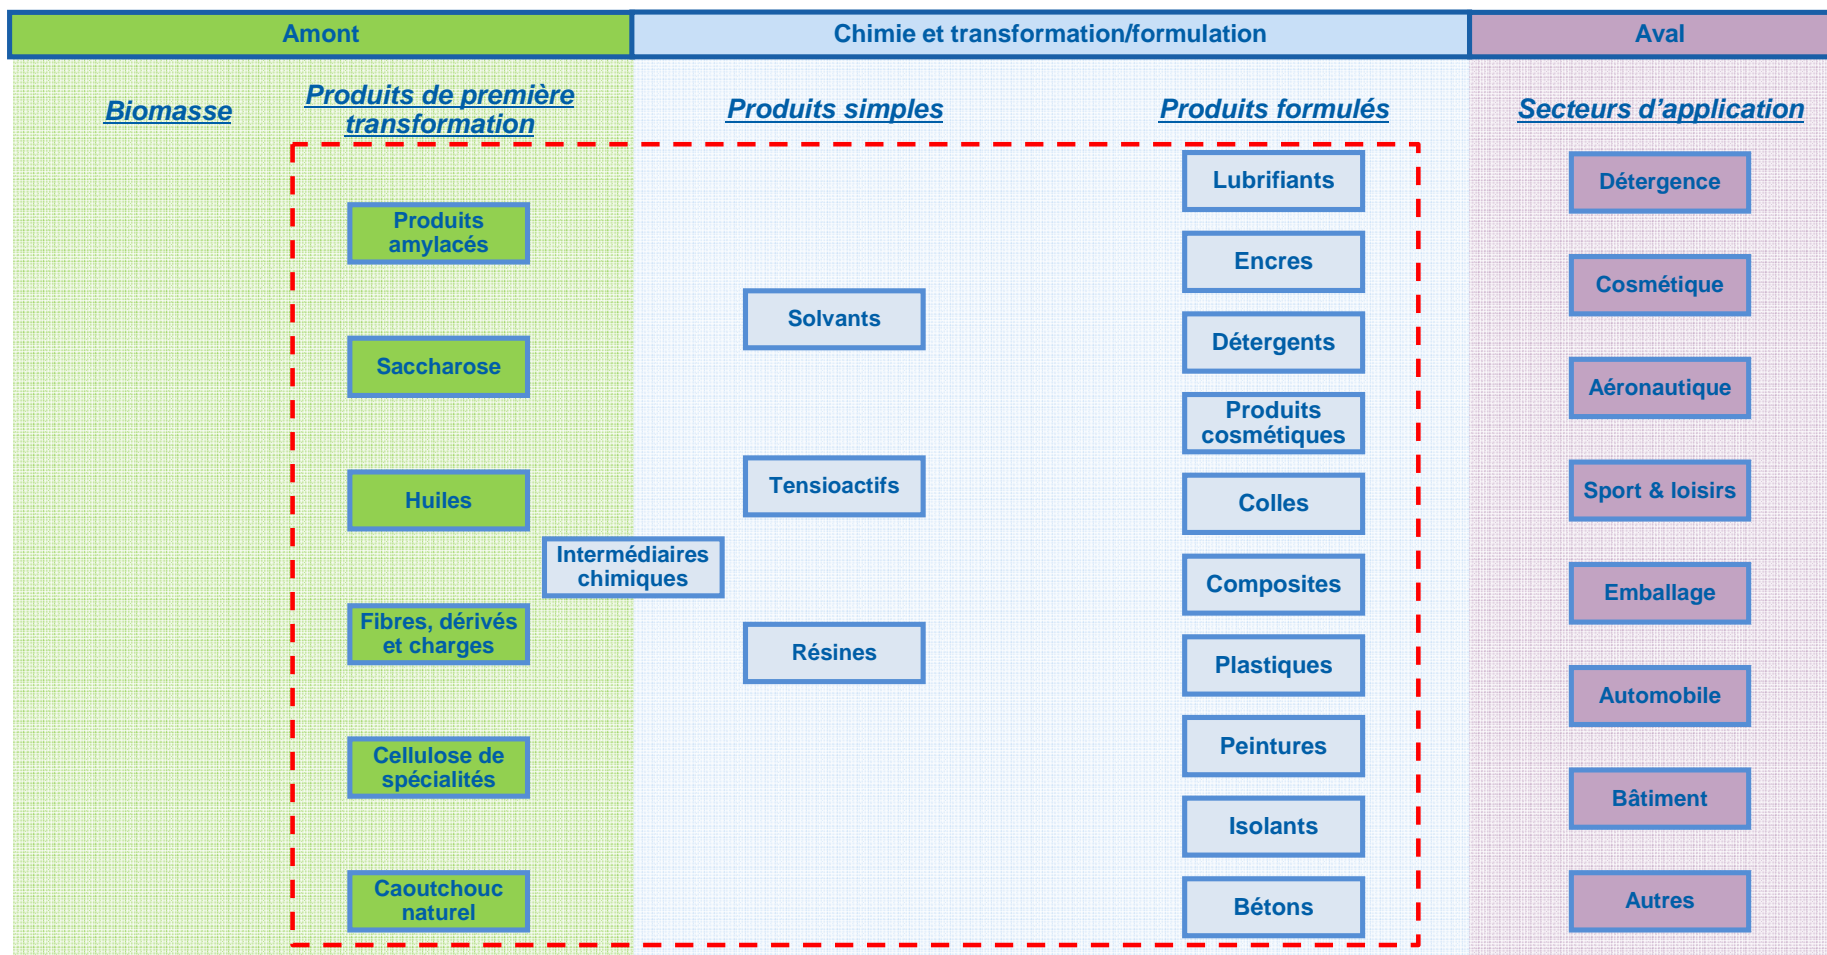 Amont
Chimie et transformation/formulation
Aval
Biomasse
Produits de première
transformation
Produits simples
Produits formulés
Secteurs d'application
Produits
amylacés
Saccharose
Huiles
Intermédiaires
chimiques
Fibres, dérivés
et charges
Cellulose de
spécialités
Caoutchouc
naturel
Solvants
Tensioactifs
Résines
Lubrifiants
Encres
Détergents
Produits
cosmétiques
Colles
Composites
Plastiques
Peintures
Isolants
Bétons
Détergence
Cosmétique
Aéronautique
Sport & loisirs
Emballage
Automobile
Bâtiment
Autres